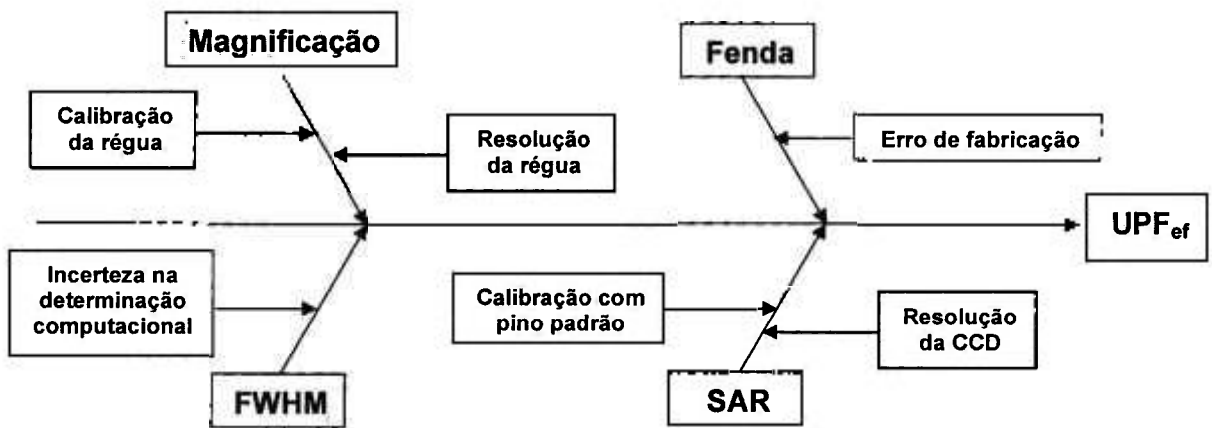 Magnificação
Fenda
Calibração
da régua
Resolução
da régua
Erro de fabricação
UPFef
Incerteza na
determinação
computacional
Calibração com
pino padrão
Resolução
da CCD
FWHM
SAR